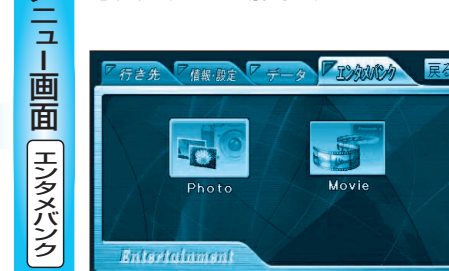 ニュー画面
エンタメバンク
行き先 情報・設定 データ エンタメバンク 戻る
Photo Movie
Entertainment